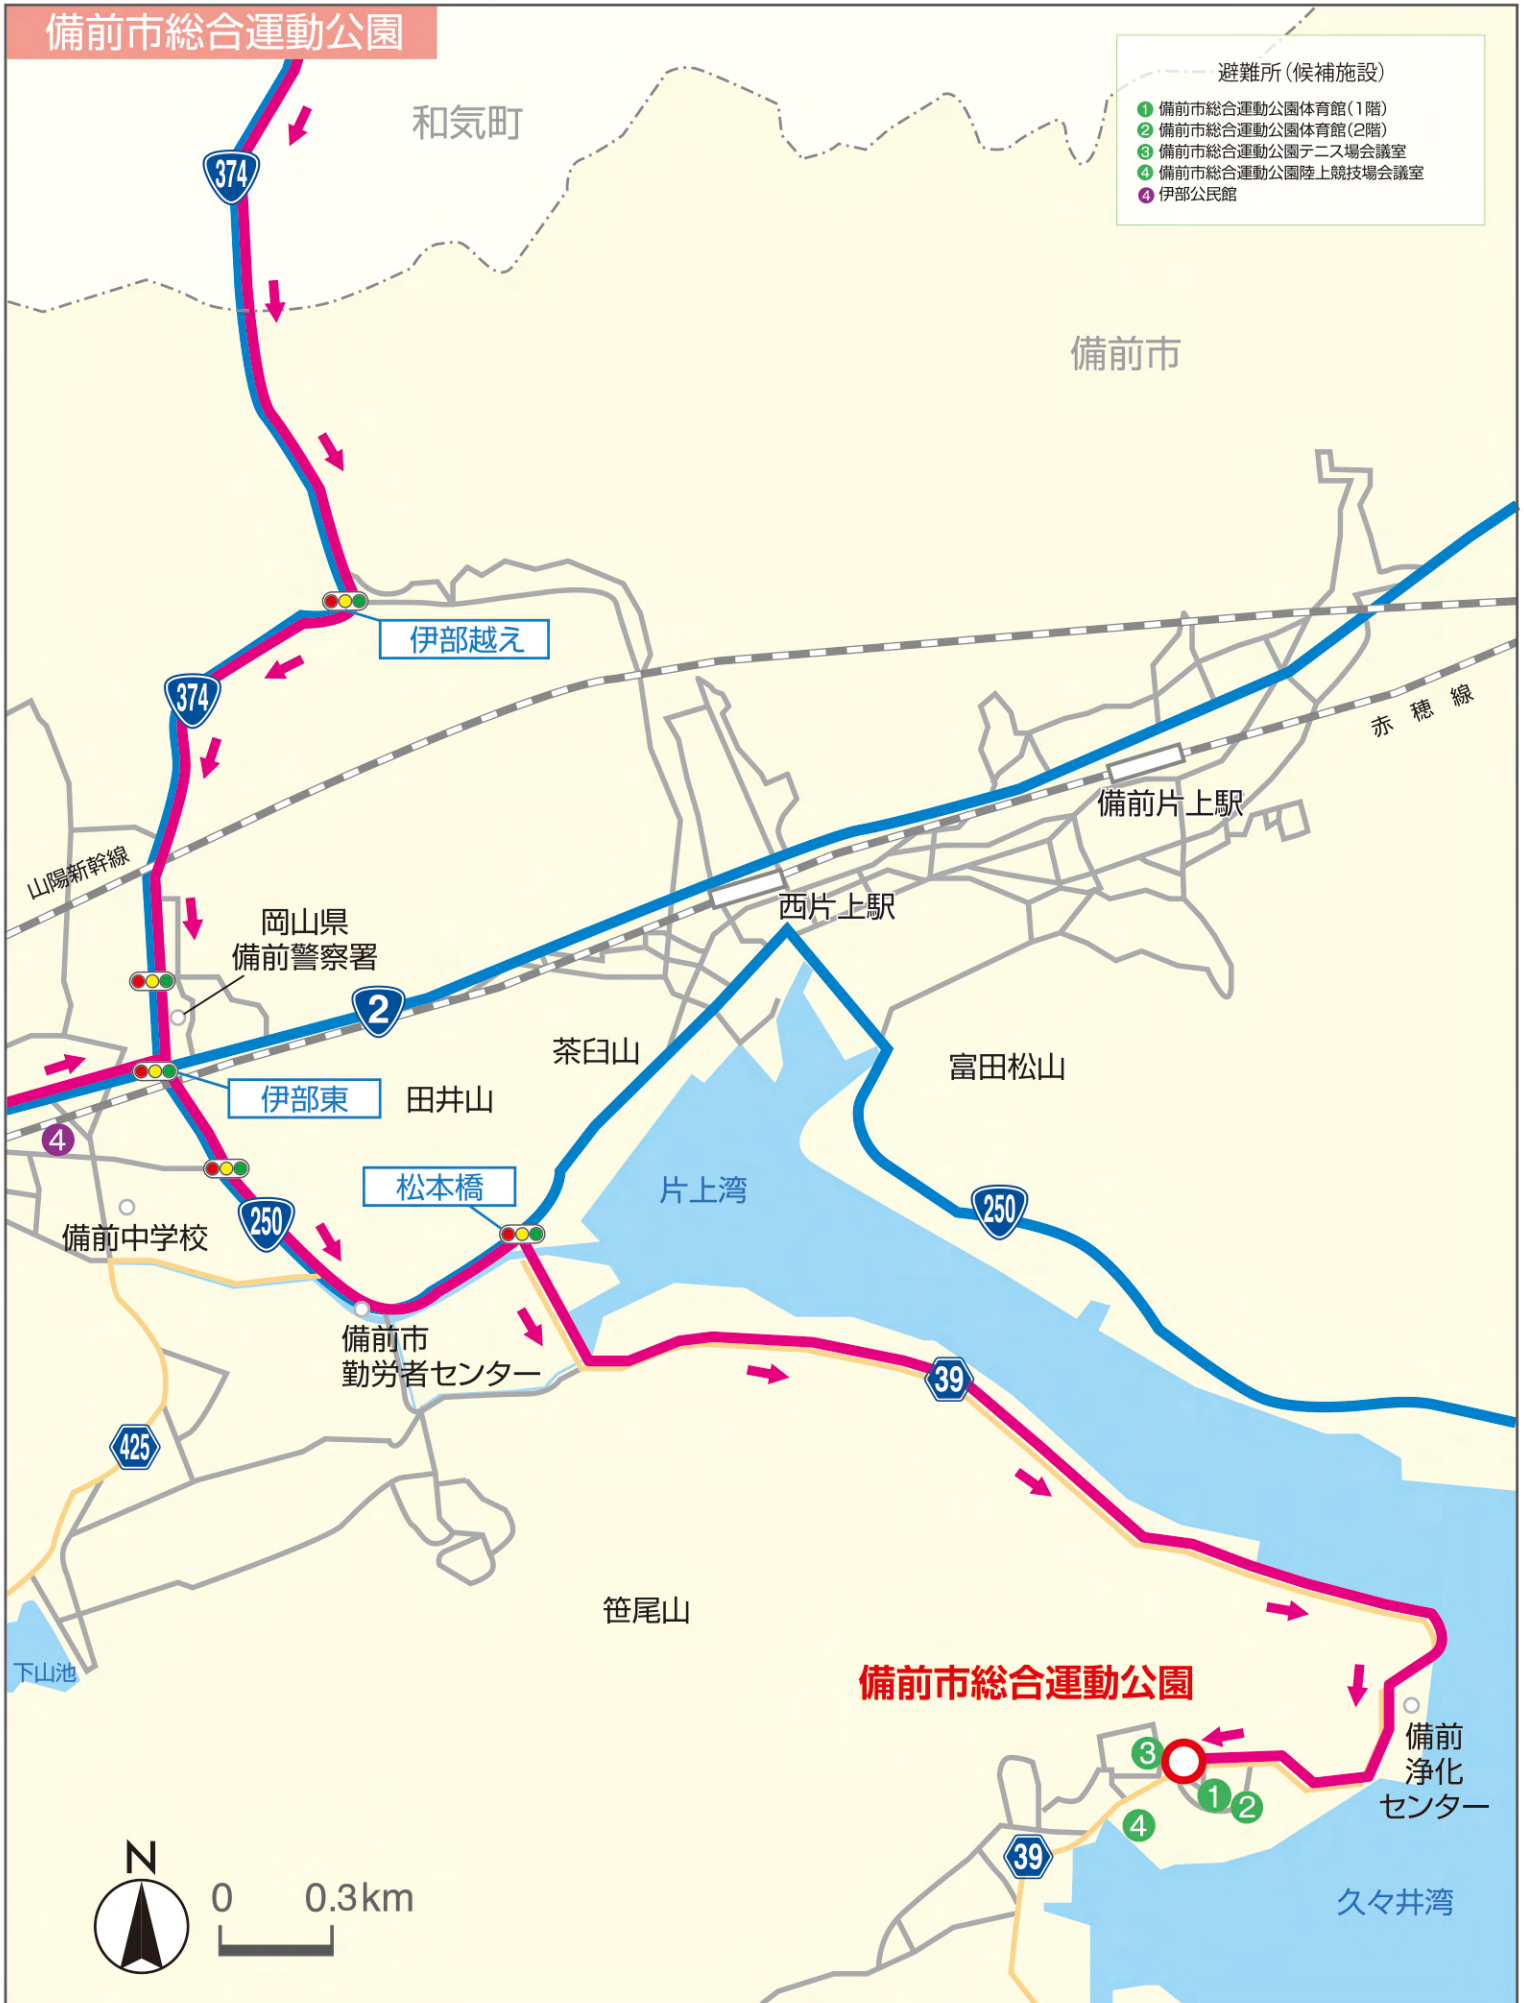 備前市総合運動公園
避難所（候補施設）
1 備前市総合運動公園体育館（1階）
2 備前市総合運動公園体育館（2階）
3 備前市総合運動公園テニス場会議室
4 備前市総合運動公園陸上競技場会議室
4 伊部公民館
和気町
374
備前市
伊部越え
374
赤穂線
備前片上駅
山陽新幹線
西片上駅
岡山県
備前警察署
2
茶臼山
富田松山
伊部東
田井山
4
松本橋
片上湾
250
250
備前中学校
備前市
勤労者センター
39
425
笹尾山
下山池
備前市総合運動公園
備前
浄化
センター
3
1
2
4
39
久々井湾
N
0 0.3km